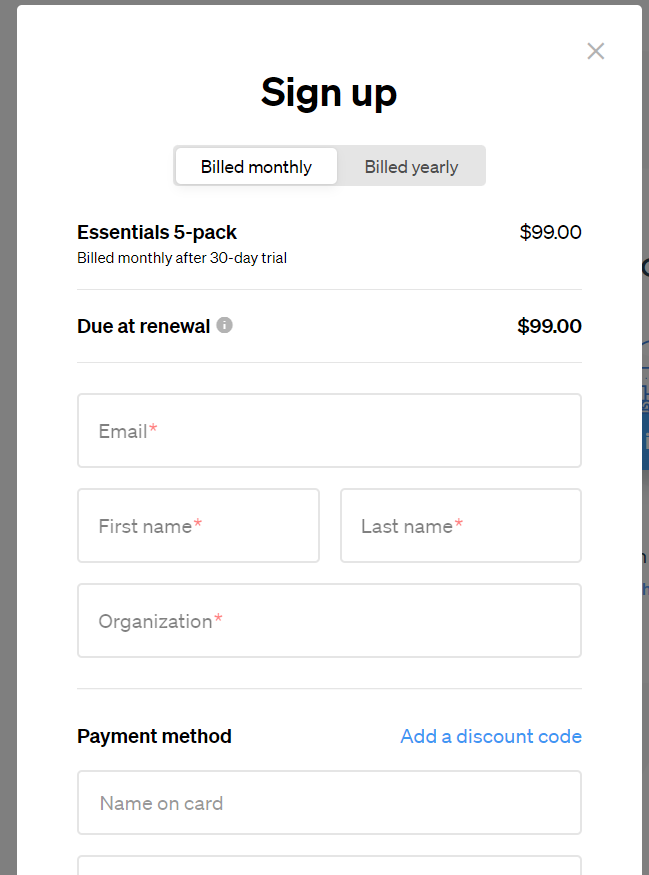 Sign up
Billed monthly Billed yearly
Essentials 5-pack $99.00
Billed monthly after 30-day trial
Due at renewal $99.00
Email*
First name* Last name*
Organization*
Payment method Add a discount code
Name on card